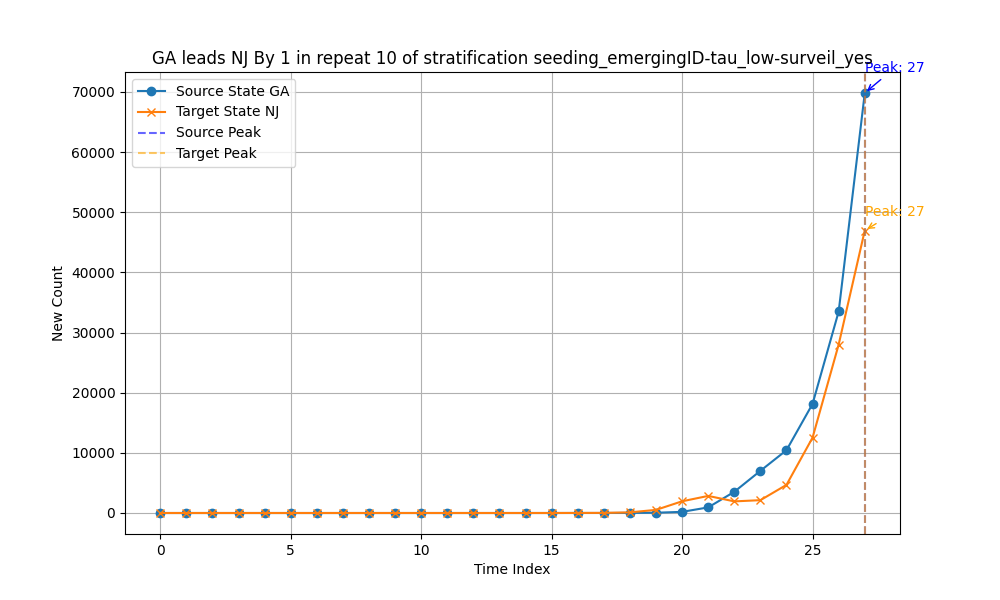 GA leads NJ By 1 in repeat 10 of stratification seeding_emergingID-tau_low-surveil_yes
Peak: 27
Source State GA
Target State NJ
Source Peak
Target Peak
Peak: 27
70000
60000
50000
40000
30000
20000
10000
0
New Count
0 5 10 15 20 25
Time Index